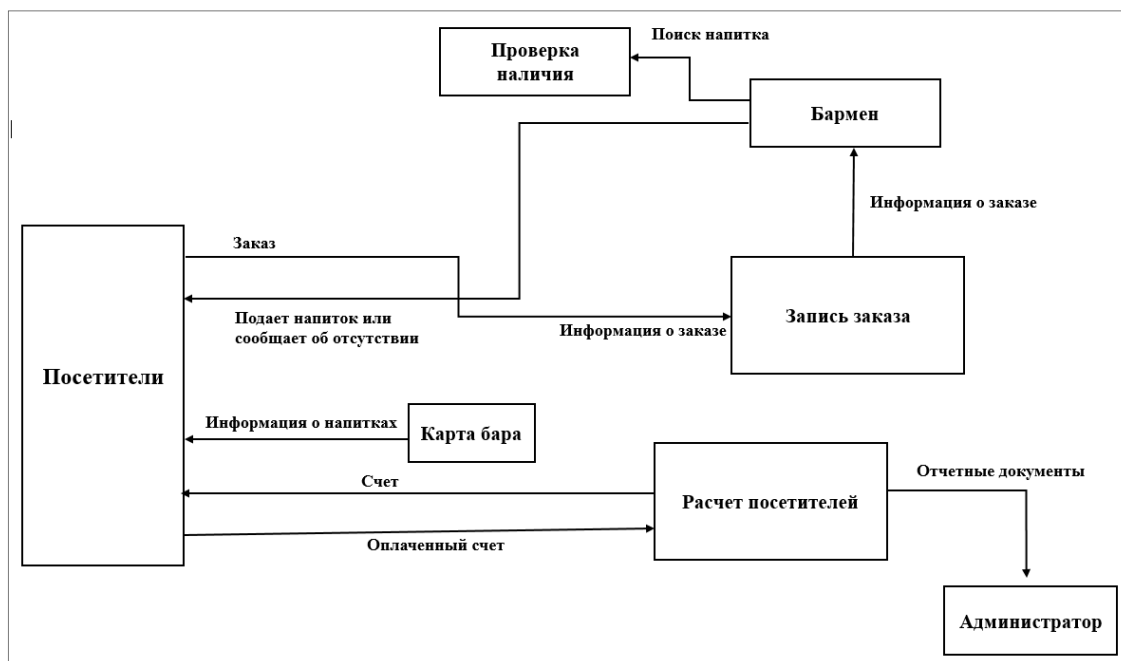 Поиск напитка
Проверка
наличия
Бармен
Информация о заказе
Заказ
Подает напиток или
сообщает об отсутствии
Информация о заказе
Запись заказа
Посетители
Информация о напитках
Карта бара
Счет
Расчет посетителей
Отчетные документы
Оплаченный счет
Администратор